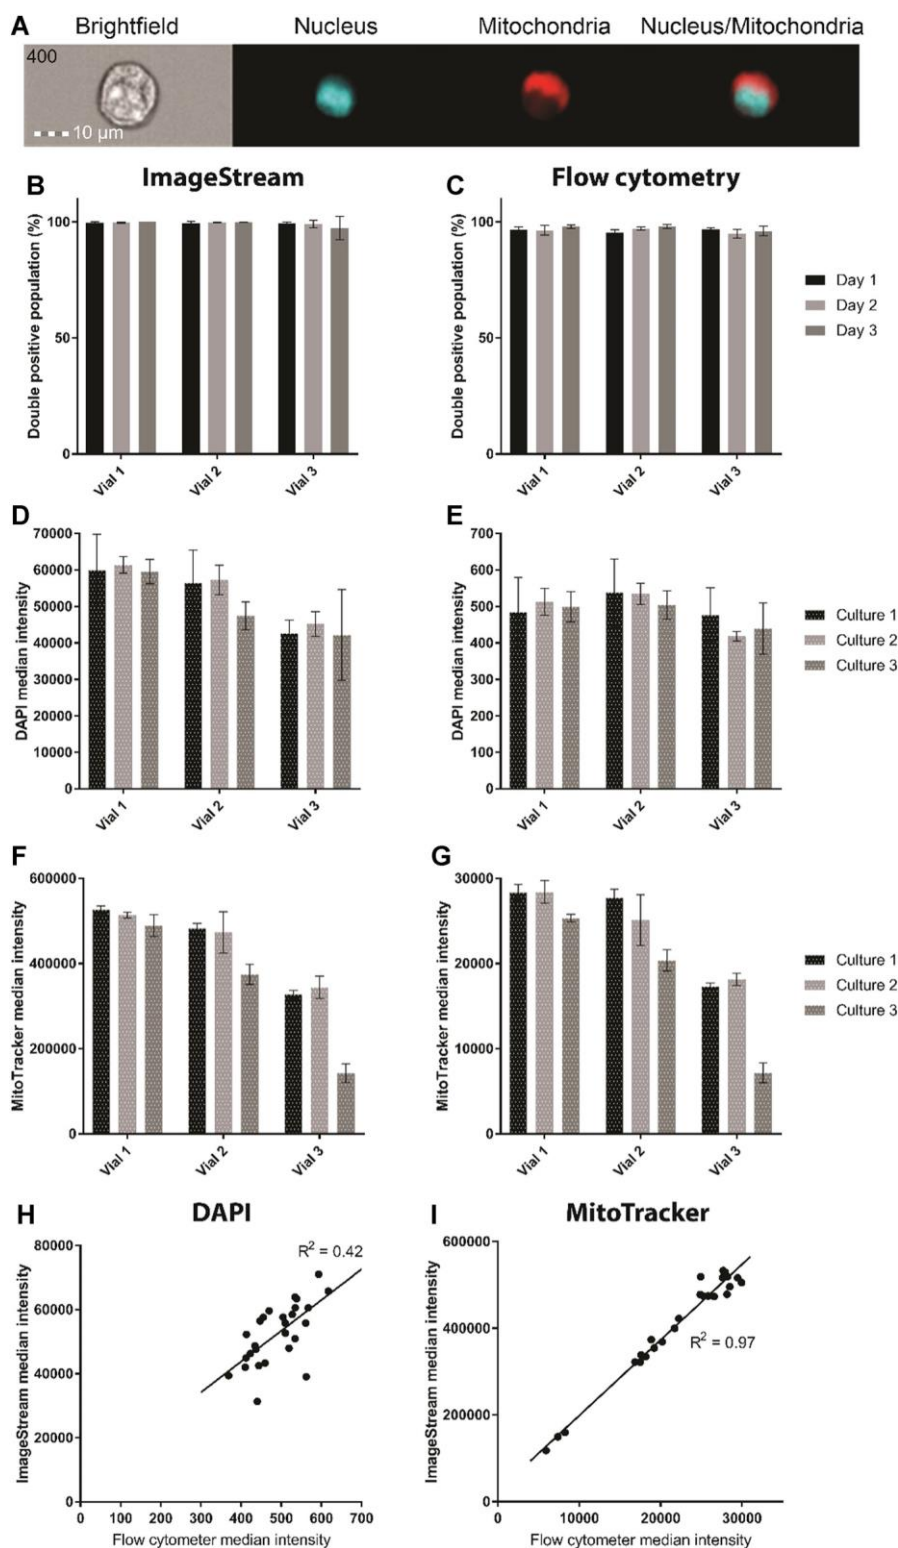 A
Brightfield Nucleus Mitochondria Nucleus/Mitochondria
400
10 µm
B ImageStream
Double positive population (%)
100
50
0
Vial 1 Vial 2 Vial 3
C Flow cytometry
Double positive population (%)
100
50
0
Vial 1 Vial 2 Vial 3
Day 1
Day 2
Day 3
D
DAPI median intensity
70000
60000
50000
40000
30000
20000
10000
0
Vial 1 Vial 2 Vial 3
E
DAPI median intensity
700
600
500
400
300
200
100
0
Vial 1 Vial 2 Vial 3
Culture 1
Culture 2
Culture 3
F
MitoTracker median intensity
600000
400000
200000
0
Vial 1 Vial 2 Vial 3
G
MitoTracker median intensity
30000
20000
10000
0
Vial 1 Vial 2 Vial 3
Culture 1
Culture 2
Culture 3
H DAPI
ImageStream median intensity
80000
60000
40000
20000
0
R² = 0.42
0 100 200 300 400 500 600 700
Flow cytometer median intensity
I MitoTracker
ImageStream median intensity
600000
400000
200000
0
R² = 0.97
0 10000 20000 30000
Flow cytometer median intensity